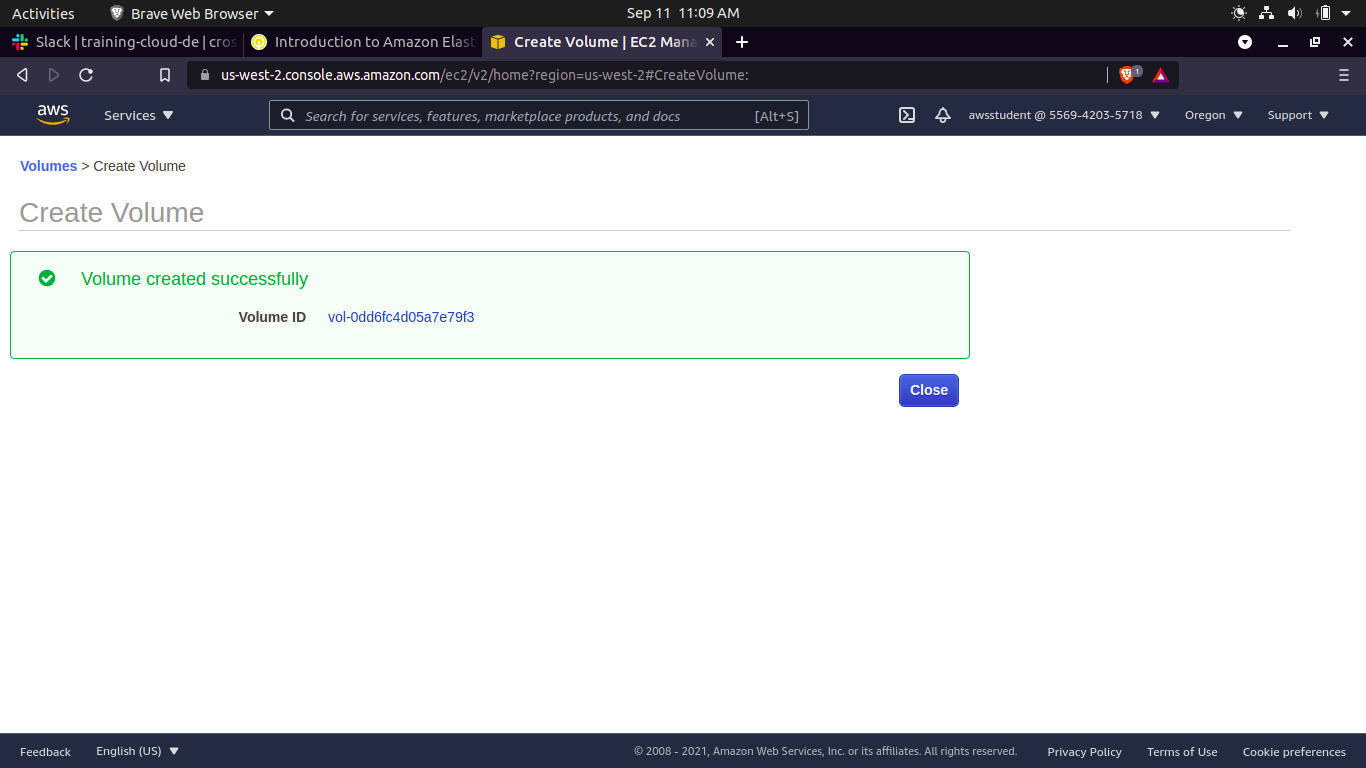 Activities Brave Web Browser Sep 11 11:09 AM
Slack | training-cloud-de | cros Introduction to Amazon Elast Create Volume | EC2 Mana
us-west-2.console.aws.amazon.com/ec2/v2/home?region=us-west-2#CreateVolume: 1
aws Services Search for services, features, marketplace products, and docs [Alt+S] awsstudent @ 5569-4203-5718 Oregon Support
Volumes > Create Volume
Create Volume
Volume created successfully
Volume ID vol-0dd6fc4d05a7e79f3
Close
Feedback English (US) © 2008 - 2021, Amazon Web Services, Inc. or its affiliates. All rights reserved. Privacy Policy Terms of Use Cookie preferences